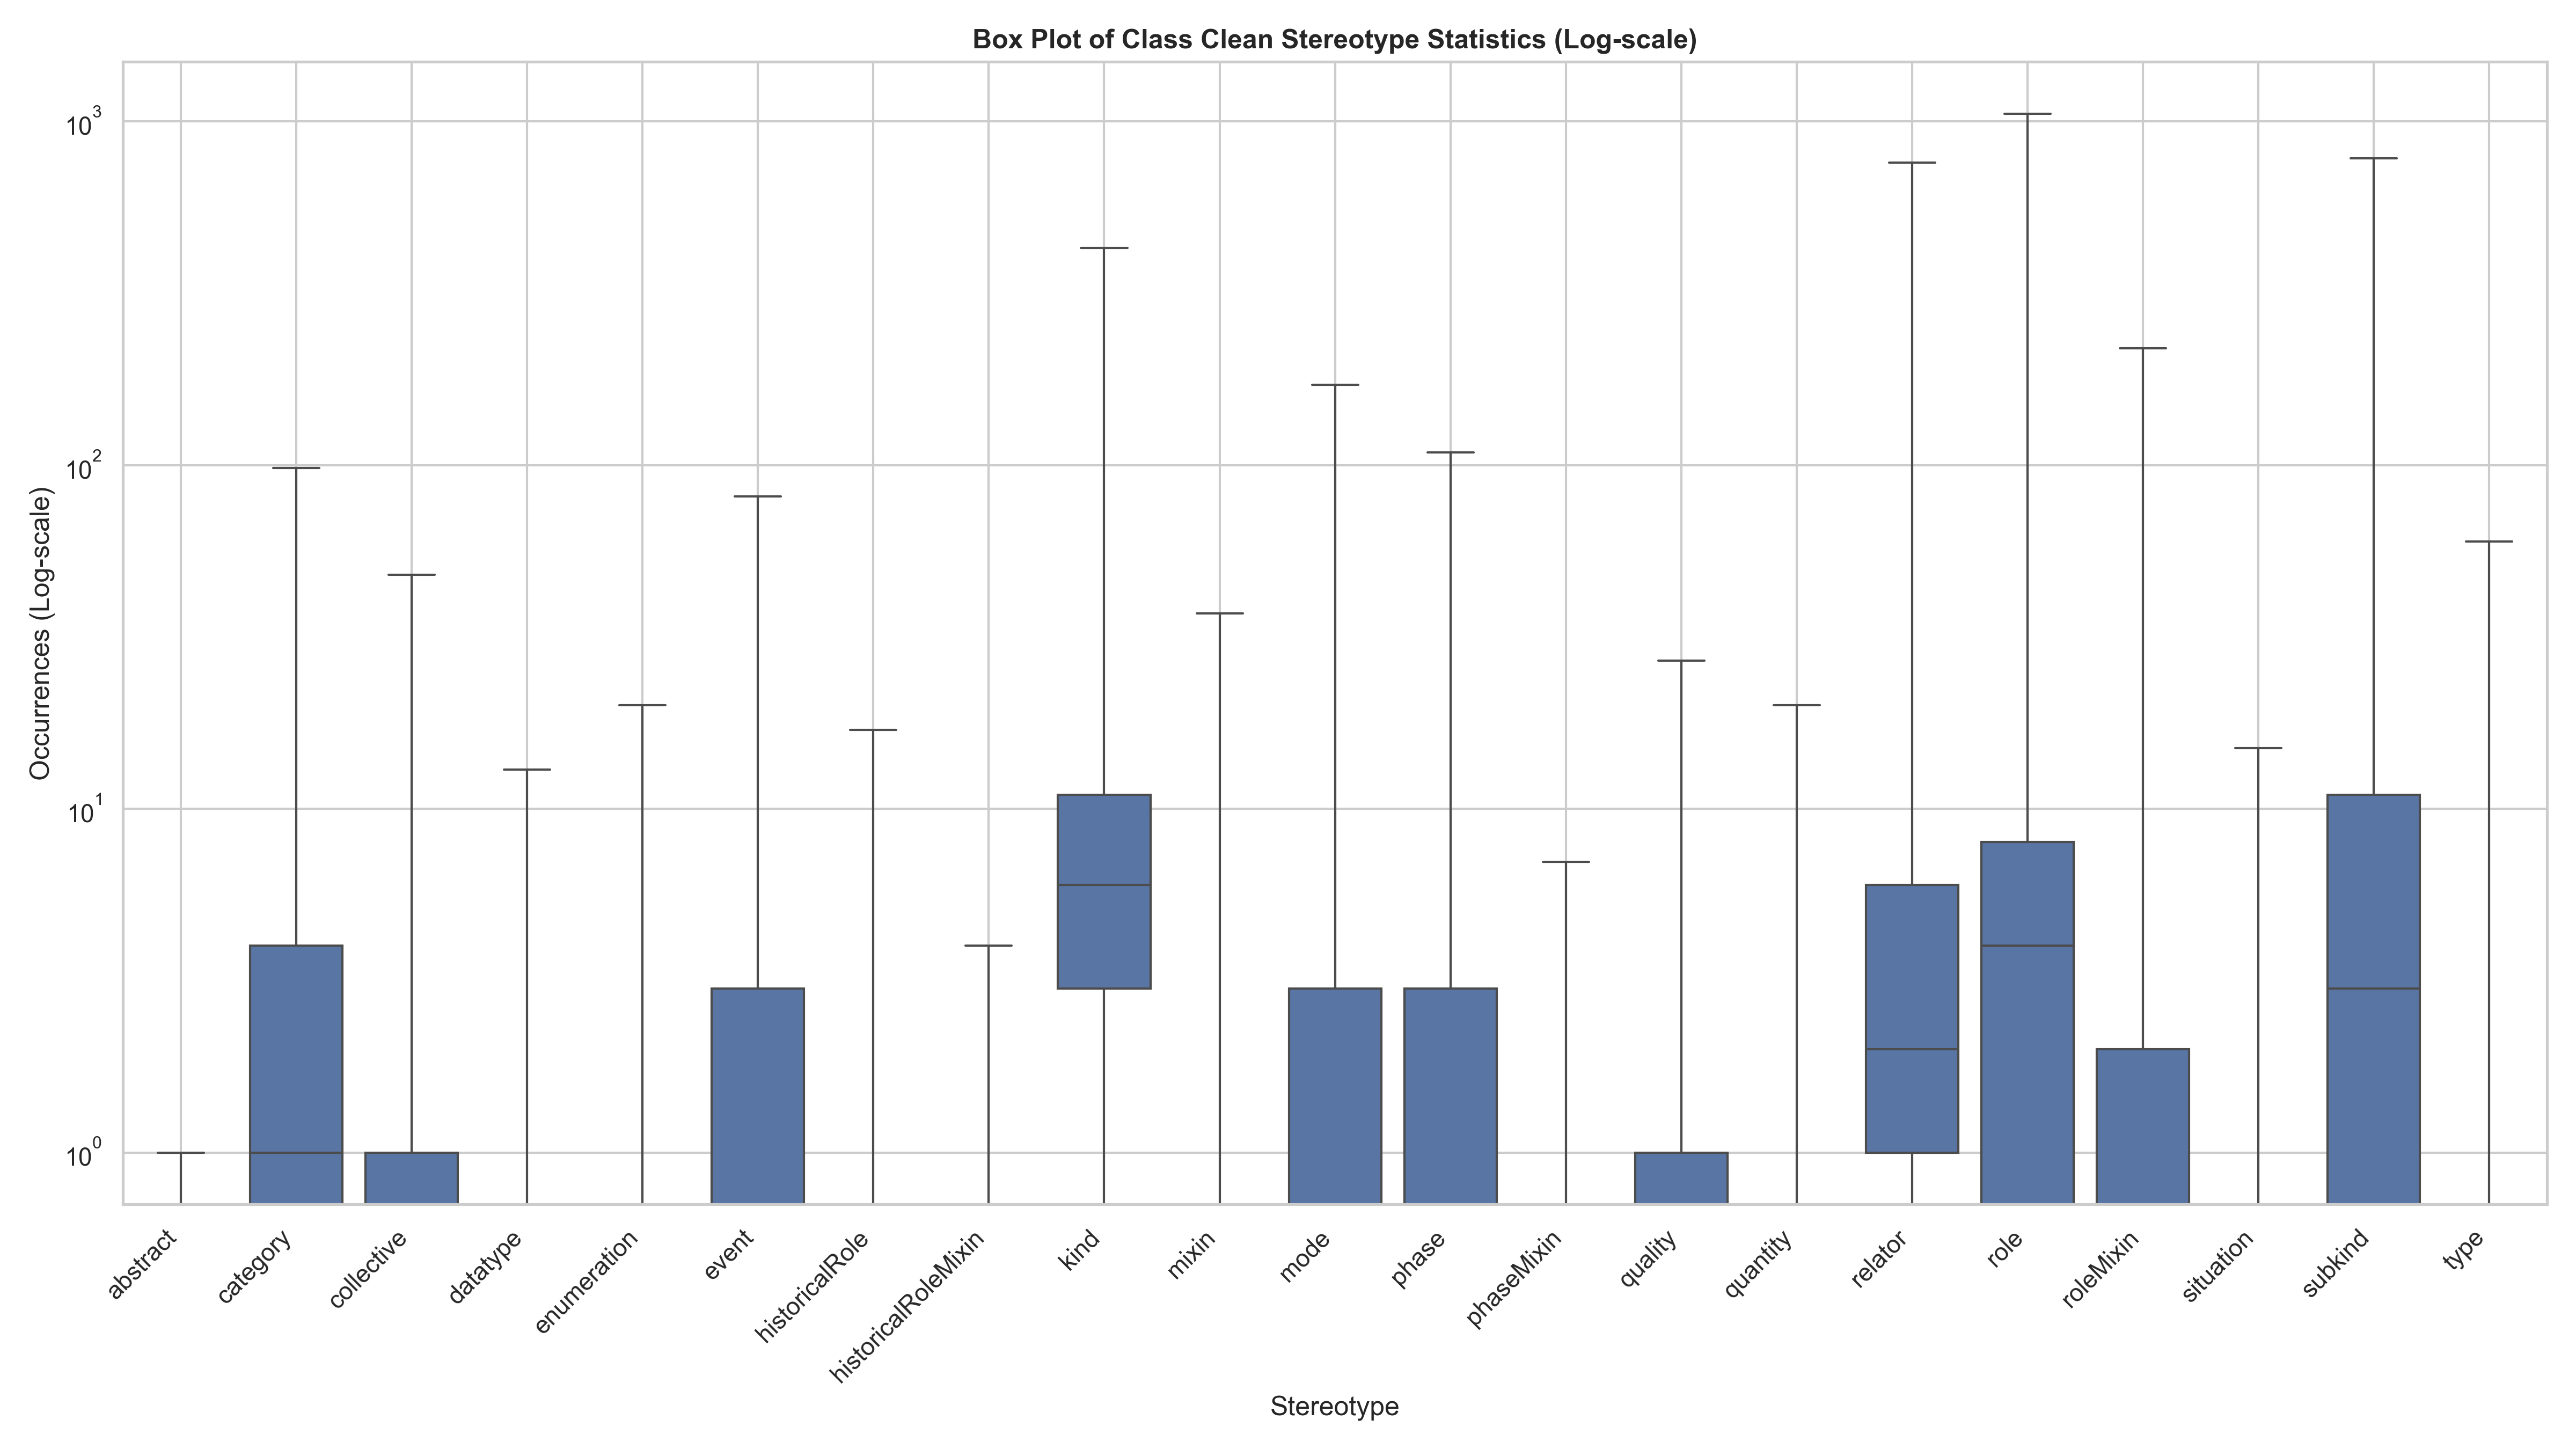 Box Plot of Class Clean Stereotype Statistics (Log-scale)
Occurrences (Log-scale)
10^3
10^2
10^1
10^0
abstract
category
collective
datatype
enumeration
event
historicalRole
historicalRoleMixin
kind
mixin
mode
phase
phaseMixin
quality
quantity
relator
role
roleMixin
situation
subkind
type
Stereotype